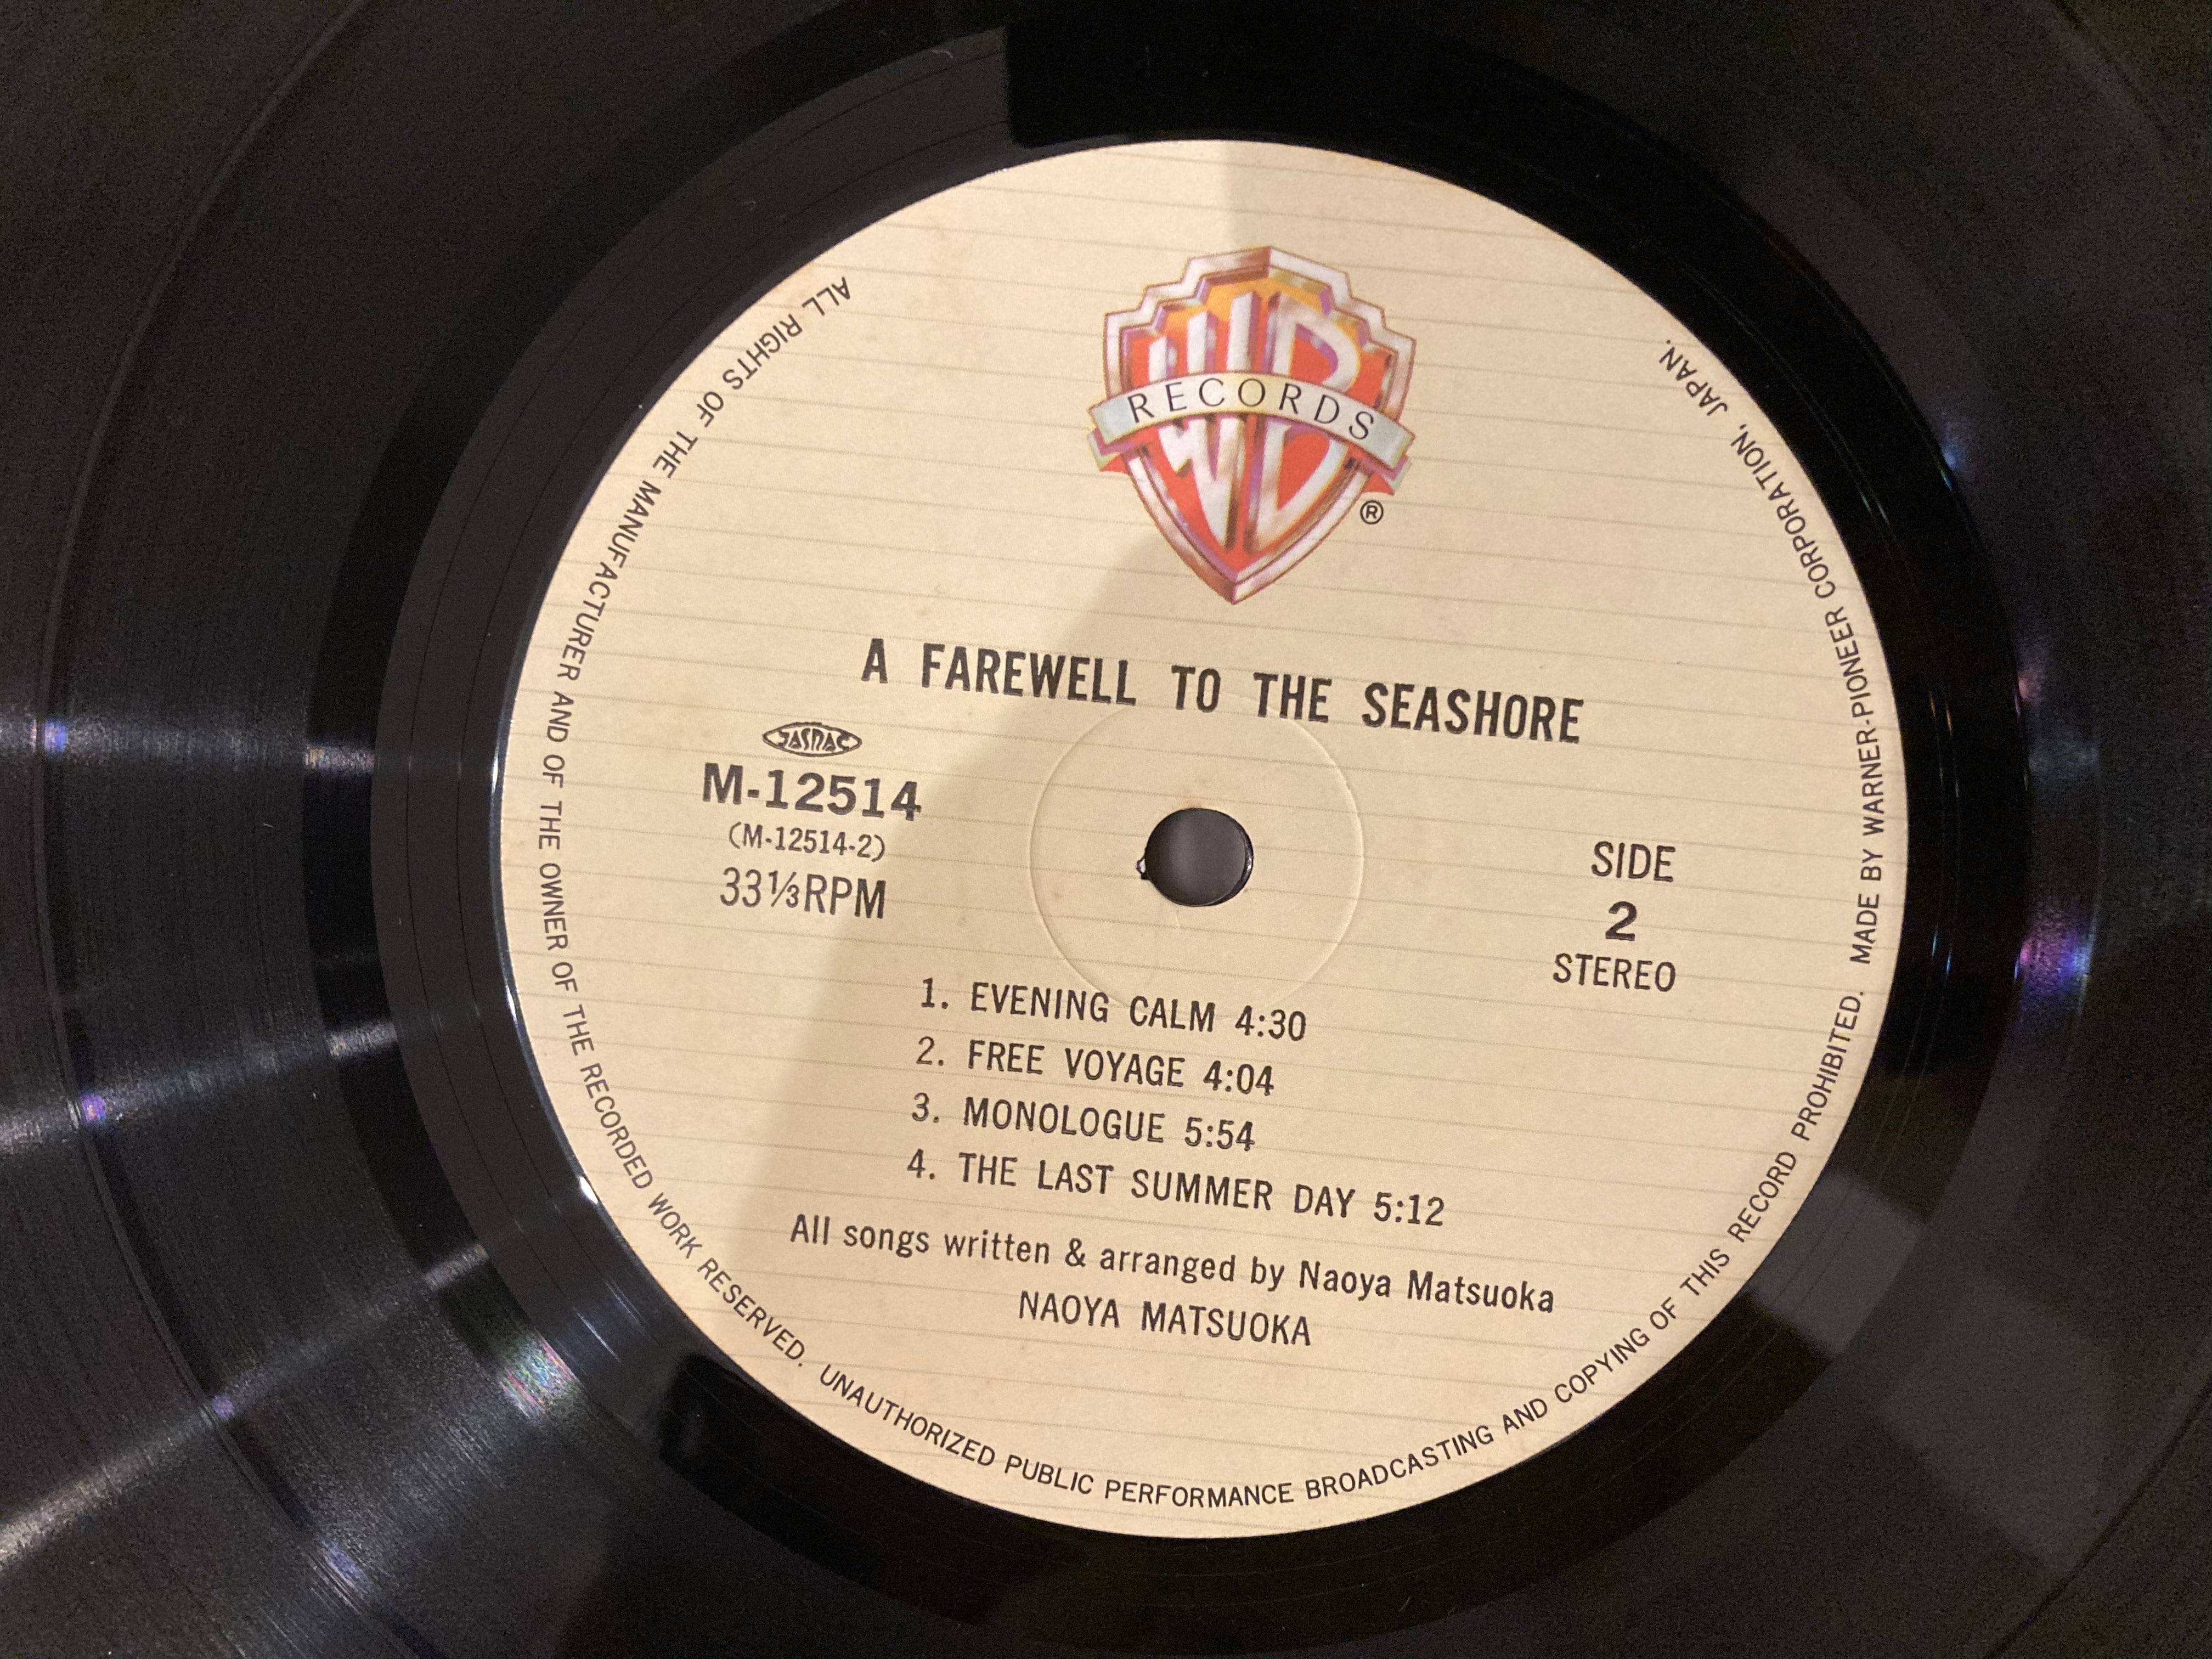 WB
RECORDS
®
A FAREWELL TO THE SEASHORE
JASRAC
M-12514
(M-12514-2)
33⅓RPM
SIDE
2
STEREO
1. EVENING CALM 4:30
2. FREE VOYAGE 4:04
3. MONOLOGUE 5:54
4. THE LAST SUMMER DAY 5:12
All songs written & arranged by Naoya Matsuoka
NAOYA MATSUOKA
ALL RIGHTS OF THE MANUFACTURER AND OF THE OWNER OF THE RECORDED WORK RESERVED. UNAUTHORIZED PUBLIC PERFORMANCE BROADCASTING AND COPYING OF THIS RECORD PROHIBITED. MADE BY WARNER-PIONEER CORPORATION, JAPAN.